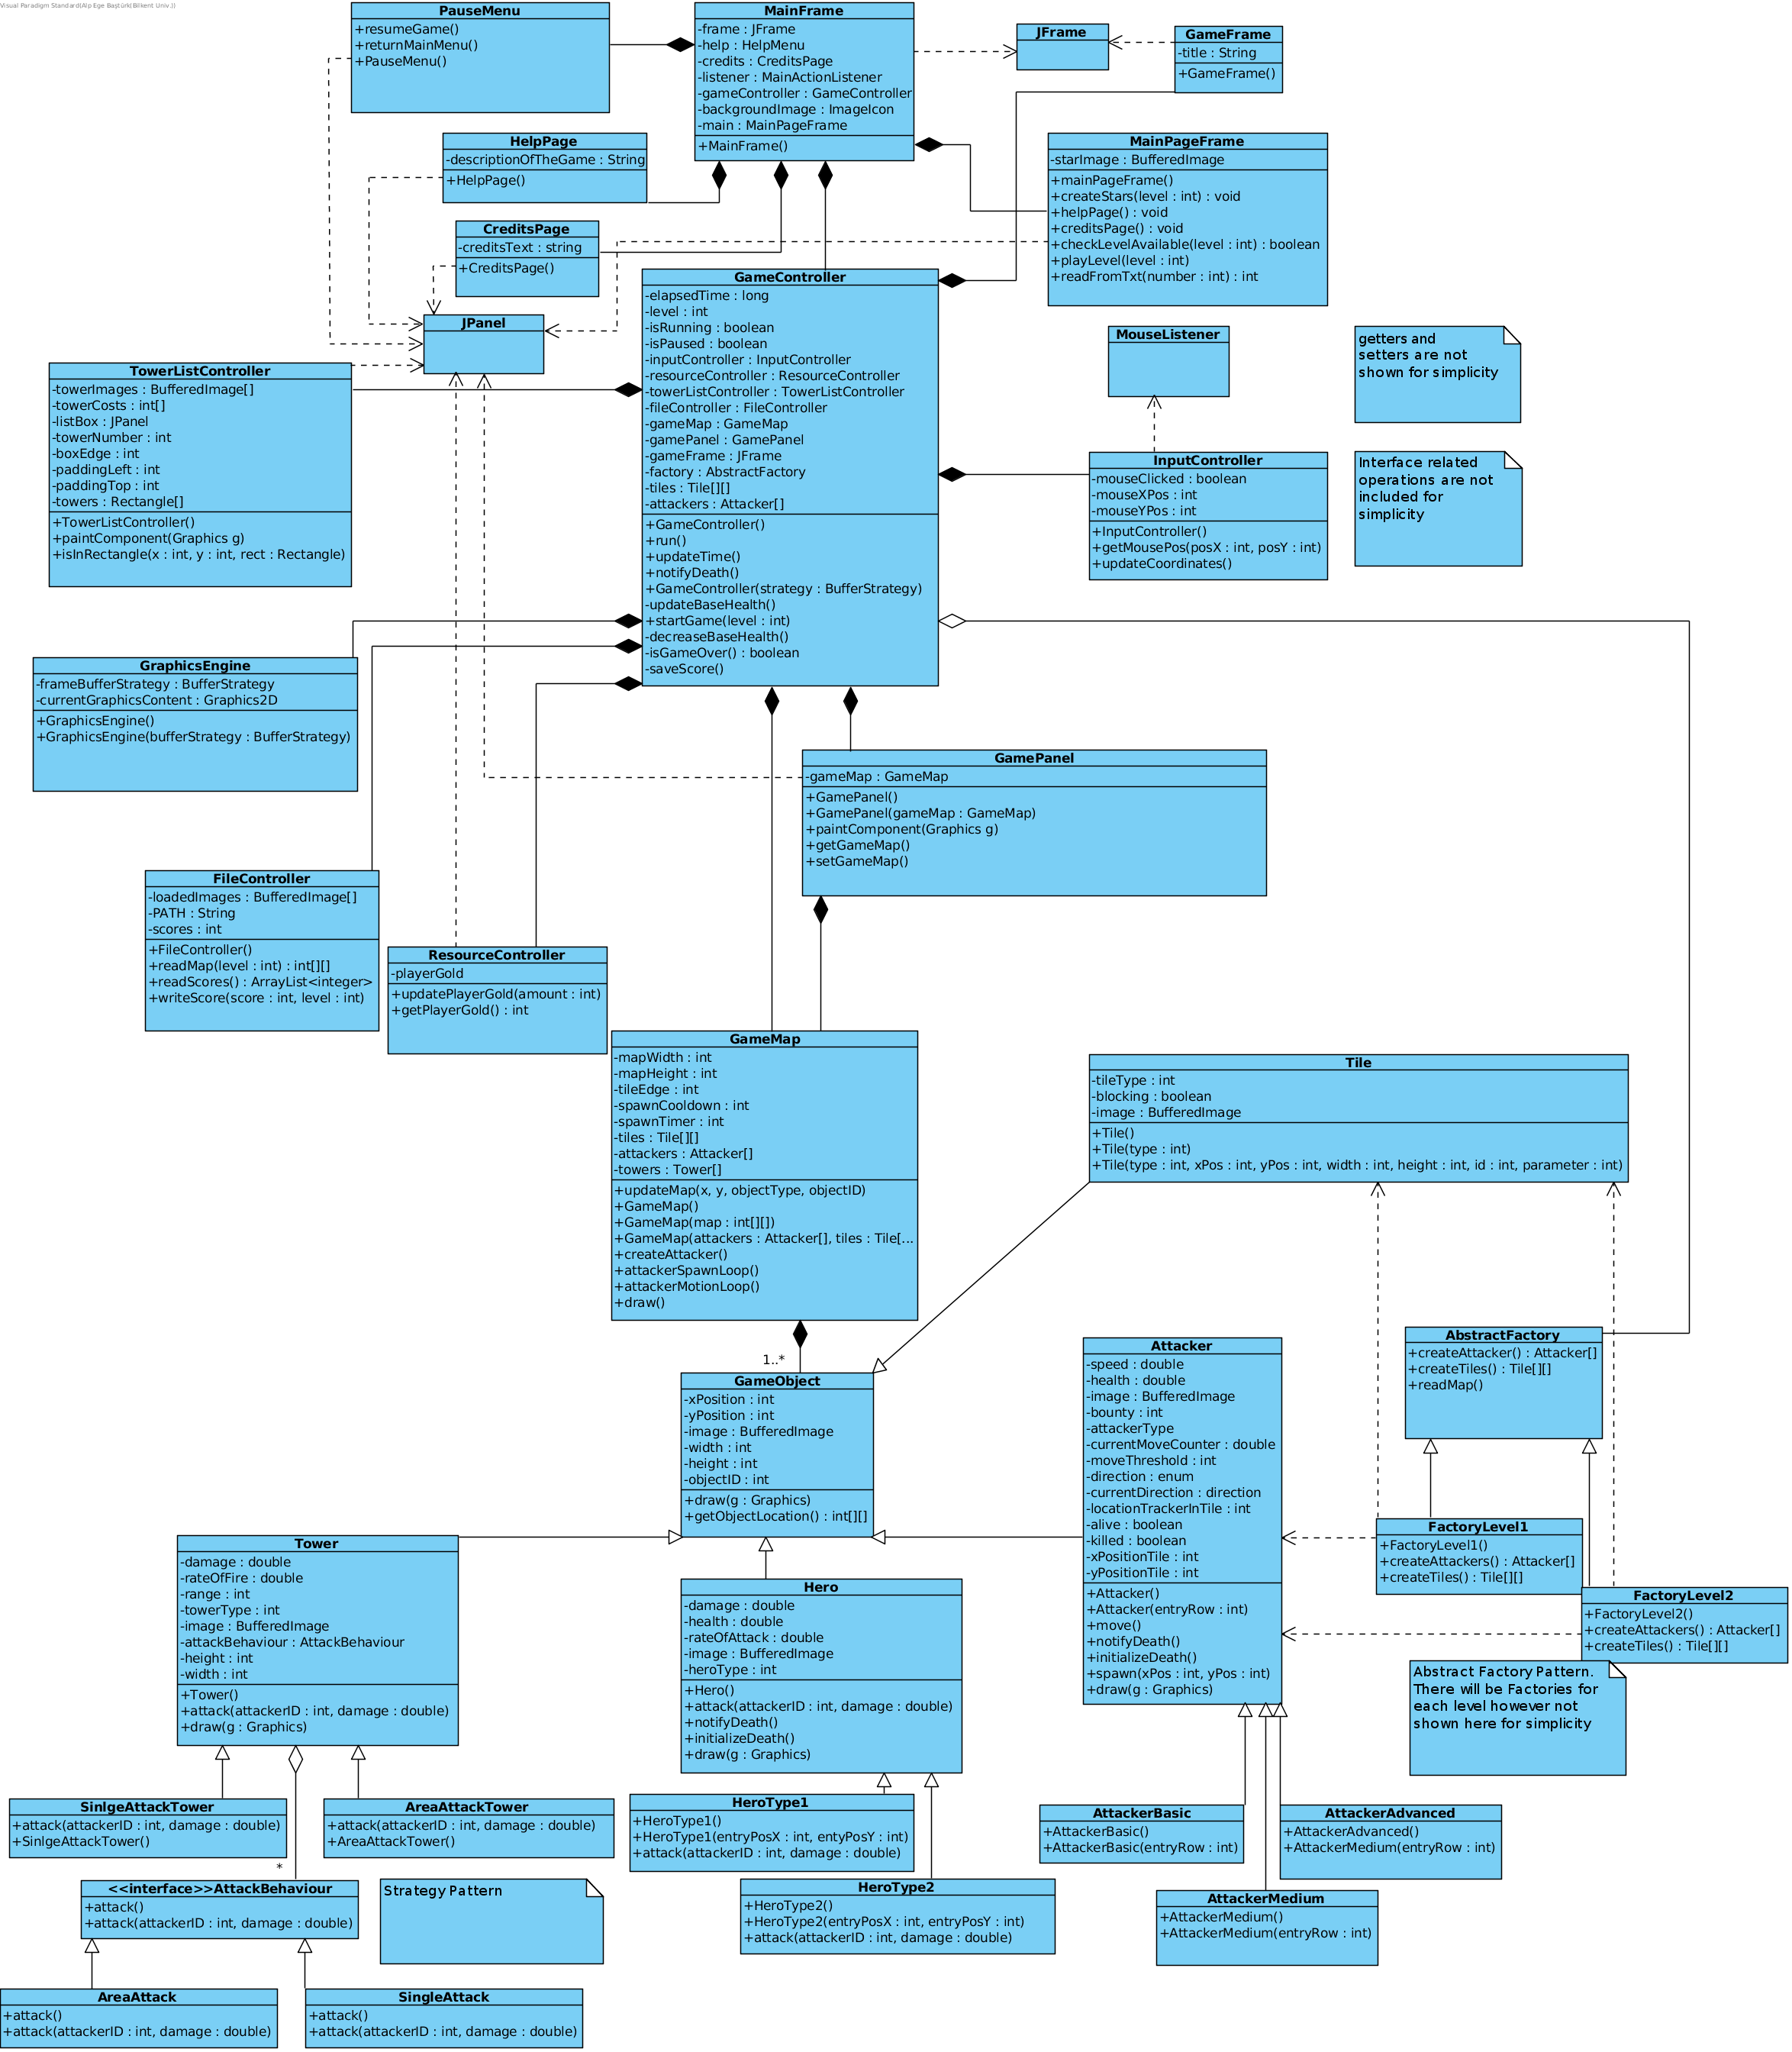 Visual Paradigm Standard(Alp Ege Baştürk(Bilkent Univ.))
PauseMenu
+resumeGame()
+returnMainMenu()
+PauseMenu()
MainFrame
-frame : JFrame
-help : HelpMenu
-credits : CreditsPage
-listener : MainActionListener
-gameController : GameController
-backgroundImage : ImageIcon
-main : MainPageFrame
+MainFrame()
JFrame
GameFrame
-title : String
+GameFrame()
HelpPage
-descriptionOfTheGame : String
+HelpPage()
MainPageFrame
-starImage : BufferedImage
+mainPageFrame()
+createStars(level : int) : void
+helpPage() : void
+creditsPage() : void
+checkLevelAvailable(level : int) : boolean
+playLevel(level : int)
+readFromTxt(number : int) : int
CreditsPage
-creditsText : string
+CreditsPage()
JPanel
GameController
-elapsedTime : long
-level : int
-isRunning : boolean
-isPaused : boolean
-inputController : InputController
-resourceController : ResourceController
-towerListController : TowerListController
-fileController : FileController
-gameMap : GameMap
-gamePanel : GamePanel
-gameFrame : JFrame
-factory : AbstractFactory
-tiles : Tile[][]
-attackers : Attacker[]
+GameController()
+run()
+updateTime()
+notifyDeath()
+GameController(strategy : BufferStrategy)
-updateBaseHealth()
+startGame(level : int)
-decreaseBaseHealth()
-isGameOver() : boolean
-saveScore()
MouseListener
getters and
setters are not
shown for simplicity
TowerListController
-towerImages : BufferedImage[]
-towerCosts : int[]
-listBox : JPanel
-towerNumber : int
-boxEdge : int
-paddingLeft : int
-paddingTop : int
-towers : Rectangle[]
+TowerListController()
+paintComponent(Graphics g)
+isInRectangle(x : int, y : int, rect : Rectangle)
InputController
-mouseClicked : boolean
-mouseXPos : int
-mouseYPos : int
+InputController()
+getMousePos(posX : int, posY : int)
+updateCoordinates()
Interface related
operations are not
included for
simplicity
GraphicsEngine
-frameBufferStrategy : BufferStrategy
-currentGraphicsContent : Graphics2D
+GraphicsEngine()
+GraphicsEngine(bufferStrategy : BufferStrategy)
GamePanel
-gameMap : GameMap
+GamePanel()
+GamePanel(gameMap : GameMap)
+paintComponent(Graphics g)
+getGameMap()
+setGameMap()
FileController
-loadedImages : BufferedImage[]
-PATH : String
-scores : int
+FileController()
+readMap(level : int) : int[][]
+readScores() : ArrayList<integer>
+writeScore(score : int, level : int)
ResourceController
-playerGold
+updatePlayerGold(amount : int)
+getPlayerGold() : int
GameMap
-mapWidth : int
-mapHeight : int
-tileEdge : int
-spawnCooldown : int
-spawnTimer : int
-tiles : Tile[][]
-attackers : Attacker[]
-towers : Tower[]
+updateMap(x, y, objectType, objectID)
+GameMap()
+GameMap(map : int[][])
+GameMap(attackers : Attacker[], tiles : Tile[...
+createAttacker()
+attackerSpawnLoop()
+attackerMotionLoop()
+draw()
Tile
-tileType : int
-blocking : boolean
-image : BufferedImage
+Tile()
+Tile(type : int)
+Tile(type : int, xPos : int, yPos : int, width : int, height : int, id : int, parameter : int)
1..*
GameObject
-xPosition : int
-yPosition : int
-image : BufferedImage
-width : int
-height : int
-objectID : int
+draw(g : Graphics)
+getObjectLocation() : int[][]
Attacker
-speed : double
-health : double
-image : BufferedImage
-bounty : int
-attackerType
-currentMoveCounter : double
-moveThreshold : int
-direction : enum
-currentDirection : direction
-locationTrackerInTile : int
-alive : boolean
-killed : boolean
-xPositionTile : int
-yPositionTile : int
+Attacker()
+Attacker(entryRow : int)
+move()
+notifyDeath()
+initializeDeath()
+spawn(xPos : int, yPos : int)
+draw(g : Graphics)
AbstractFactory
+createAttacker() : Attacker[]
+createTiles() : Tile[][]
+readMap()
FactoryLevel1
+FactoryLevel1()
+createAttackers() : Attacker[]
+createTiles() : Tile[][]
FactoryLevel2
+FactoryLevel2()
+createAttackers() : Attacker[]
+createTiles() : Tile[][]
Abstract Factory Pattern.
There will be Factories for
each level however not
shown here for simplicity
Tower
-damage : double
-rateOfFire : double
-range : int
-towerType : int
-image : BufferedImage
-attackBehaviour : AttackBehaviour
-height : int
-width : int
+Tower()
+attack(attackerID : int, damage : double)
+draw(g : Graphics)
Hero
-damage : double
-health : double
-rateOfAttack : double
-image : BufferedImage
-heroType : int
+Hero()
+attack(attackerID : int, damage : double)
+notifyDeath()
+initializeDeath()
+draw(g : Graphics)
SinlgeAttackTower
+attack(attackerID : int, damage : double)
+SinlgeAttackTower()
AreaAttackTower
+attack(attackerID : int, damage : double)
+AreaAttackTower()
HeroType1
+HeroType1()
+HeroType1(entryPosX : int, entyPosY : int)
+attack(attackerID : int, damage : double)
AttackerBasic
+AttackerBasic()
+AttackerBasic(entryRow : int)
AttackerAdvanced
+AttackerAdvanced()
+AttackerMedium(entryRow : int)
*
<<interface>>AttackBehaviour
+attack()
+attack(attackerID : int, damage : double)
Strategy Pattern
HeroType2
+HeroType2()
+HeroType2(entryPosX : int, entryPosY : int)
+attack(attackerID : int, damage : double)
AttackerMedium
+AttackerMedium()
+AttackerMedium(entryRow : int)
AreaAttack
+attack()
+attack(attackerID : int, damage : double)
SingleAttack
+attack()
+attack(attackerID : int, damage : double)